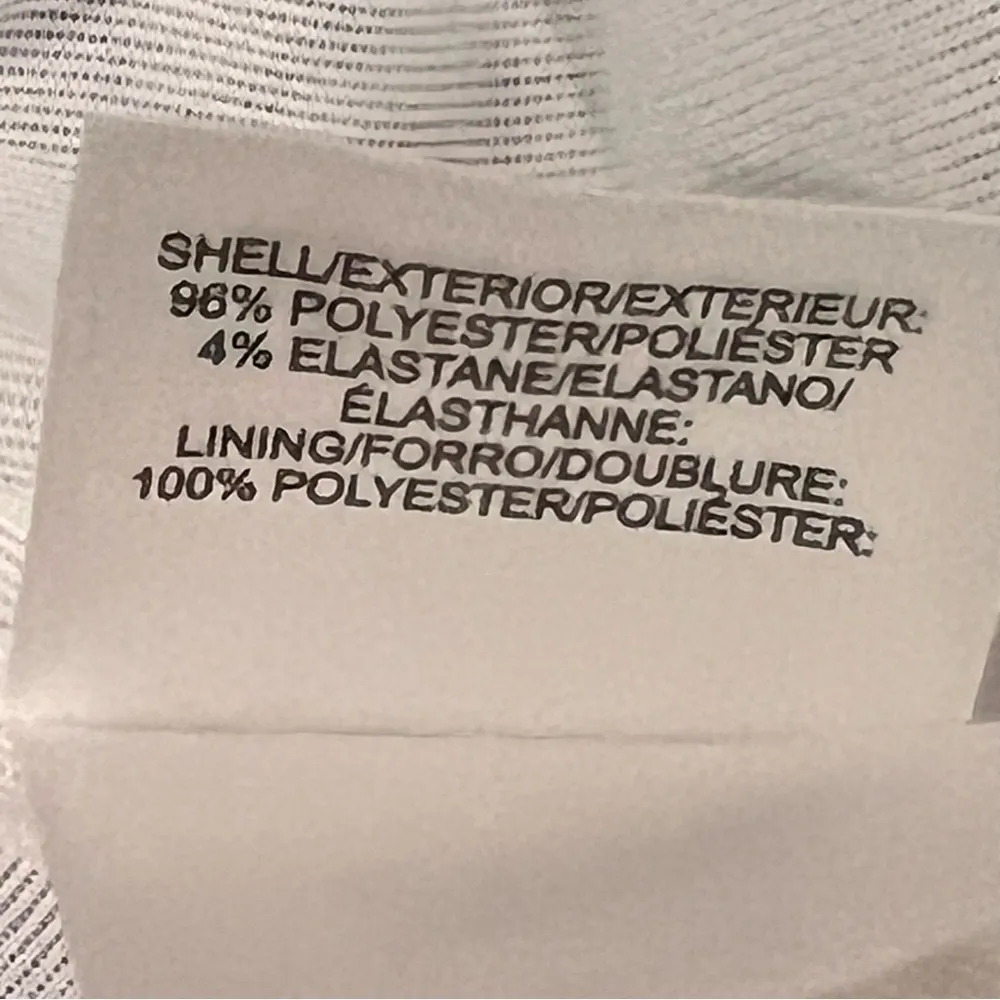 SHELL/EXTERIOR/EXTERIEUR:
96% POLYESTER/POLIÉSTER
4% ELASTANE/ELASTANO/
ÉLASTHANNE:
LINING/FORRO/DOUBLURE:
100% POLYESTER/POLIÉSTER: